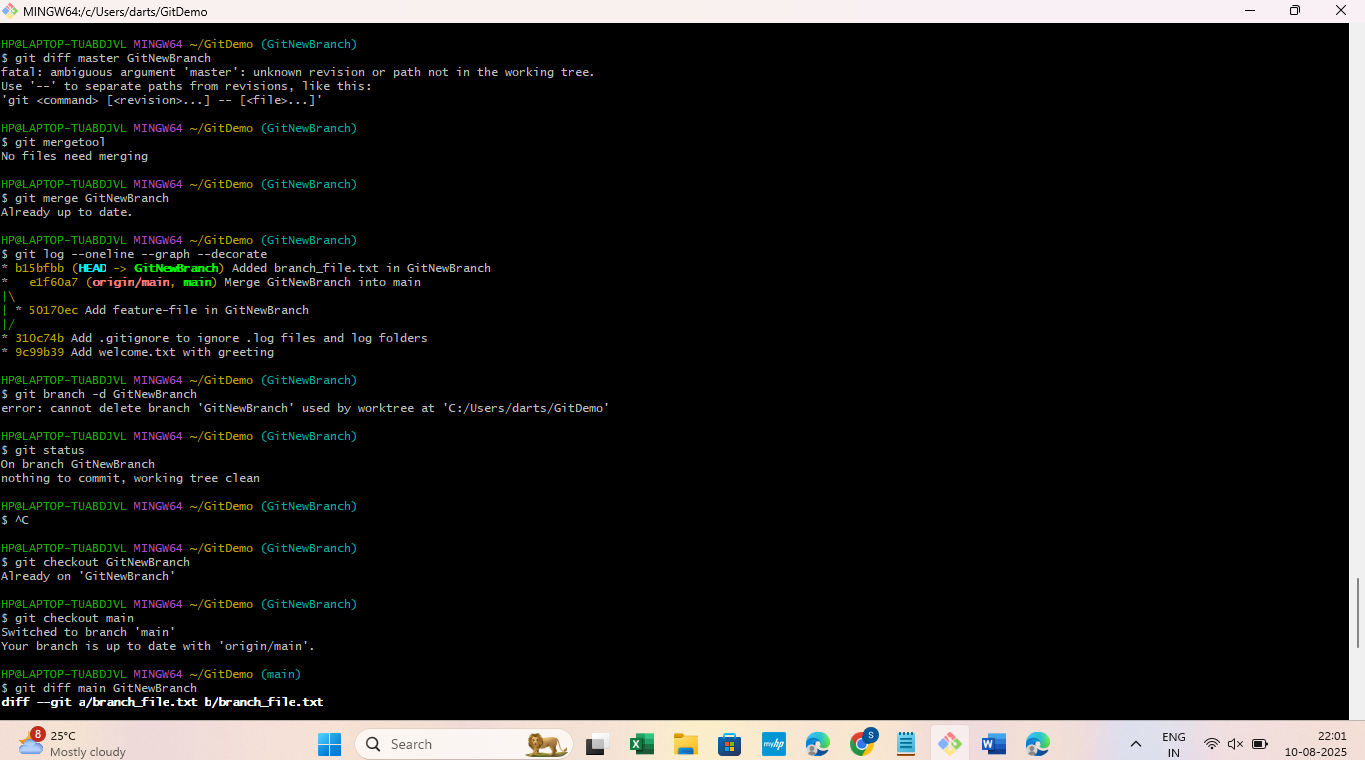 MINGW64:/c/Users/darts/GitDemo
HP@LAPTOP-TUABDJVL MINGW64 ~/GitDemo (GitNewBranch)
$ git diff master GitNewBranch
fatal: ambiguous argument 'master': unknown revision or path not in the working tree.
Use '--' to separate paths from revisions, like this:
'git <command> [<revision>...] -- [<file>...]'
HP@LAPTOP-TUABDJVL MINGW64 ~/GitDemo (GitNewBranch)
$ git mergetool
No files need merging
HP@LAPTOP-TUABDJVL MINGW64 ~/GitDemo (GitNewBranch)
$ git merge GitNewBranch
Already up to date.
HP@LAPTOP-TUABDJVL MINGW64 ~/GitDemo (GitNewBranch)
$ git log --oneline --graph --decorate
* b15bfbb (HEAD -> GitNewBranch) Added branch_file.txt in GitNewBranch
*   e1f60a7 (origin/main, main) Merge GitNewBranch into main
|\
| * 50170ec Add feature-file in GitNewBranch
|/
* 310c74b Add .gitignore to ignore .log files and log folders
* 9c99b39 Add welcome.txt with greeting
HP@LAPTOP-TUABDJVL MINGW64 ~/GitDemo (GitNewBranch)
$ git branch -d GitNewBranch
error: cannot delete branch 'GitNewBranch' used by worktree at 'C:/Users/darts/GitDemo'
HP@LAPTOP-TUABDJVL MINGW64 ~/GitDemo (GitNewBranch)
$ git status
On branch GitNewBranch
nothing to commit, working tree clean
HP@LAPTOP-TUABDJVL MINGW64 ~/GitDemo (GitNewBranch)
$ ^C
HP@LAPTOP-TUABDJVL MINGW64 ~/GitDemo (GitNewBranch)
$ git checkout GitNewBranch
Already on 'GitNewBranch'
HP@LAPTOP-TUABDJVL MINGW64 ~/GitDemo (GitNewBranch)
$ git checkout main
Switched to branch 'main'
Your branch is up to date with 'origin/main'.
HP@LAPTOP-TUABDJVL MINGW64 ~/GitDemo (main)
$ git diff main GitNewBranch
diff --git a/branch_file.txt b/branch_file.txt
8
25°C
Mostly cloudy
Search
myhp
S
W
ENG
IN
22:01
10-08-2025